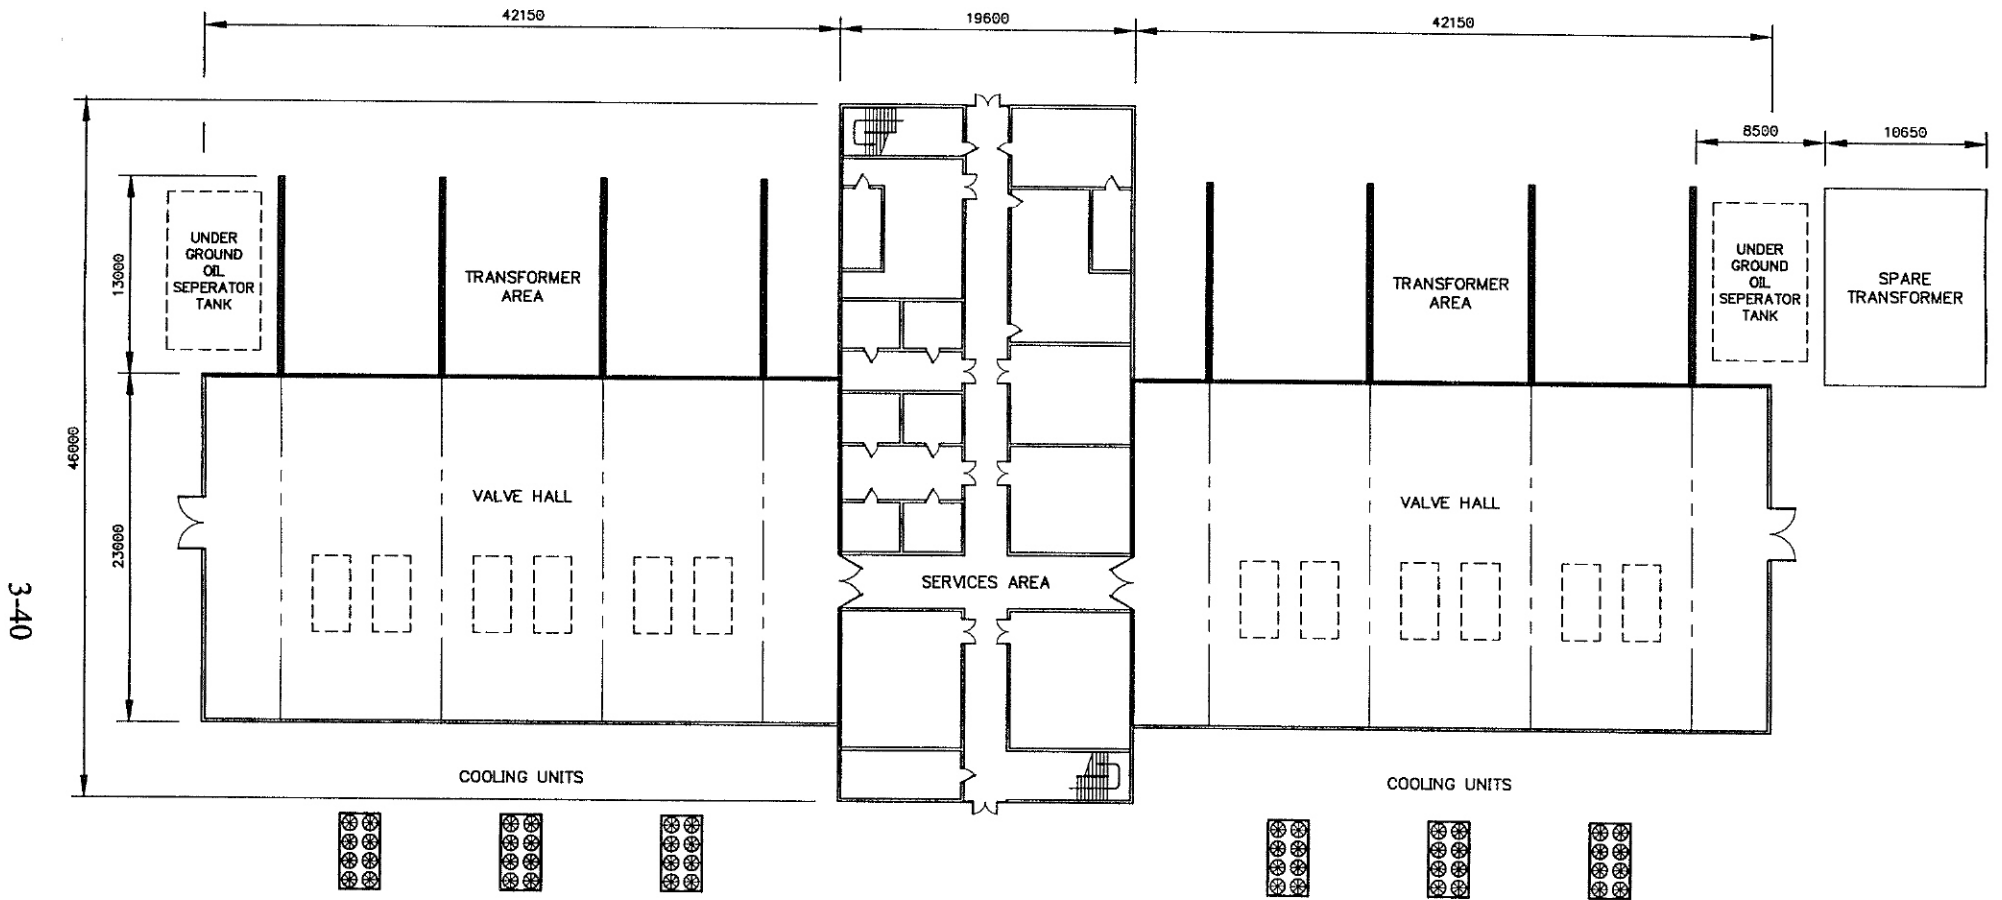 42150
19600
42150
8500
10650
UNDER
GROUND
OIL
SEPERATOR
TANK
13000
TRANSFORMER
AREA
TRANSFORMER
AREA
UNDER
GROUND
OIL
SEPERATOR
TANK
SPARE
TRANSFORMER
46000
23000
VALVE HALL
VALVE HALL
SERVICES AREA
3-40
COOLING UNITS
COOLING UNITS